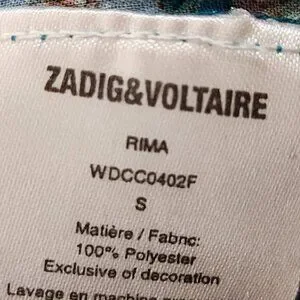 ZADIG&VOLTAIRE
RIMA
WDCC0402F
S
Matière / Fabric:
100% Polyester
Exclusive of decoration
Lavage en machine